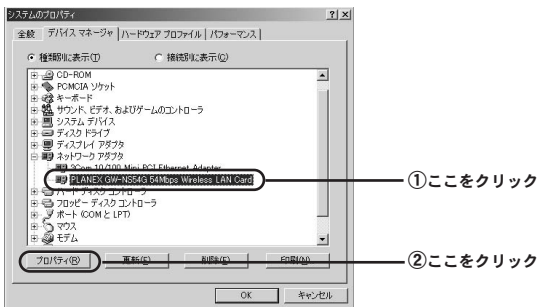 システムのプロパティ
全般 デバイス マネージャ ハードウェア プロファイル パフォーマンス
種類別に表示(T) 接続別に表示(C)
CD-ROM
PCMCIA ソケット
キーボード
サウンド、ビデオ、およびゲームのコントローラ
システム デバイス
ディスク ドライブ
ディスプレイ アダプタ
ネットワーク アダプタ
3Com 10/100 Mini PCI Ethernet Adapter
PLANEX GW-NS54G 54Mbps Wireless LAN Card
ハード ディスク コントローラ
フロッピー ディスク コントローラ
ポート (COM と LPT)
マウス
モデム
①ここをクリック
プロパティ(R) 更新(F) 削除(E) 印刷(N)
②ここをクリック
OK キャンセル